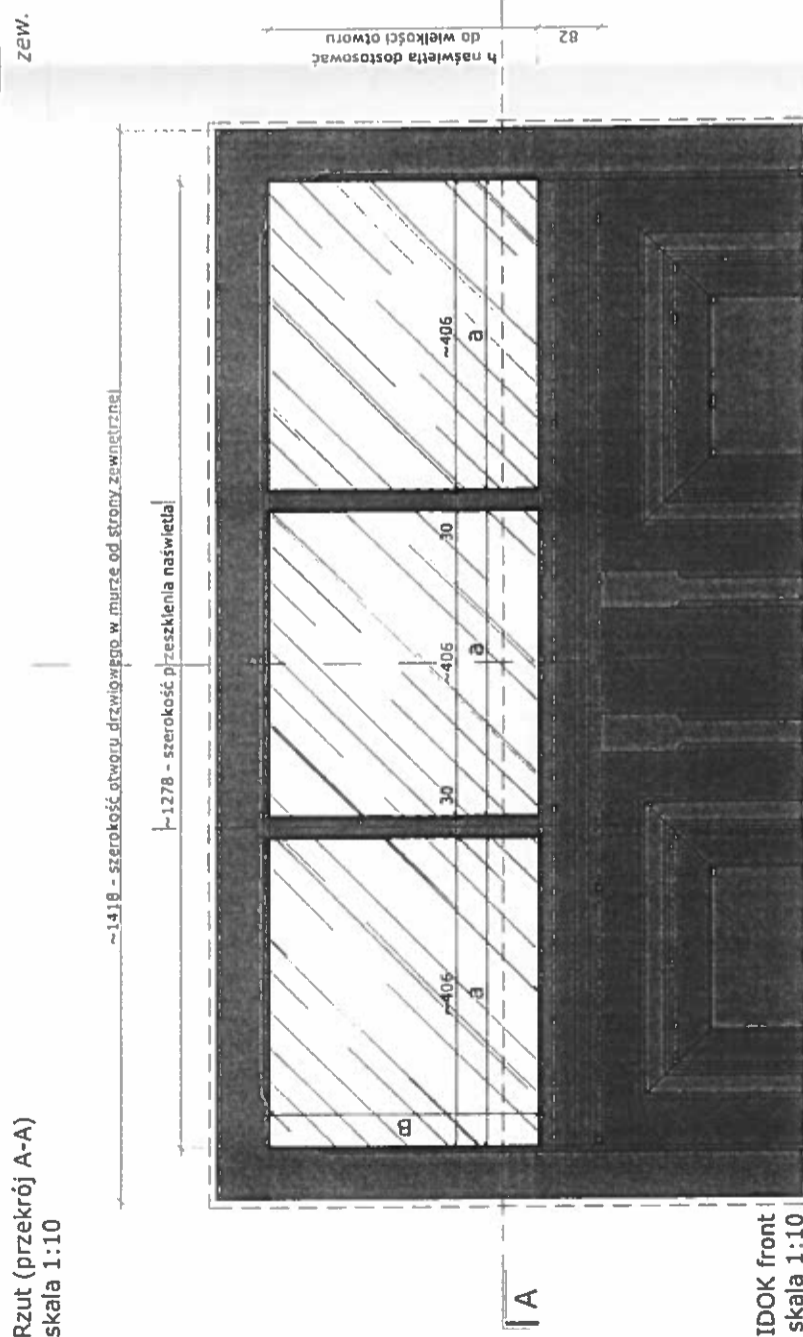 Rzut (przekrój A-A)
skala 1:10
zew.
~1418 - szerokość otworu drzwiowego w murze od strony zewnętrznej
~1278 - szerokość przeszklenia naświetla
h naświetla dostosować
do wielkości otworu
82
~406
30
~406
30
~406
a
a
a
B
A
IDOK front
skala 1:10